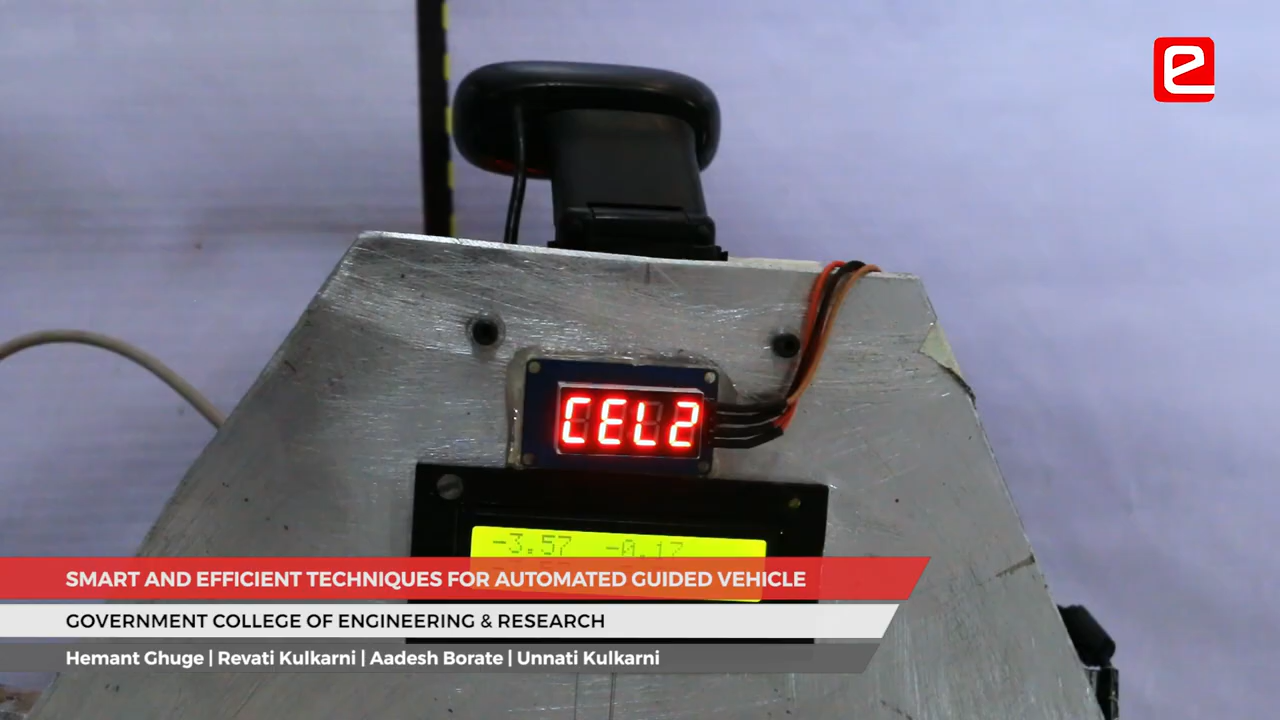 e
CEL2
-3.57 -0.17
SMART AND EFFICIENT TECHNIQUES FOR AUTOMATED GUIDED VEHICLE
GOVERNMENT COLLEGE OF ENGINEERING & RESEARCH
Hemant Ghuge | Revati Kulkarni | Aadesh Borate | Unnati Kulkarni